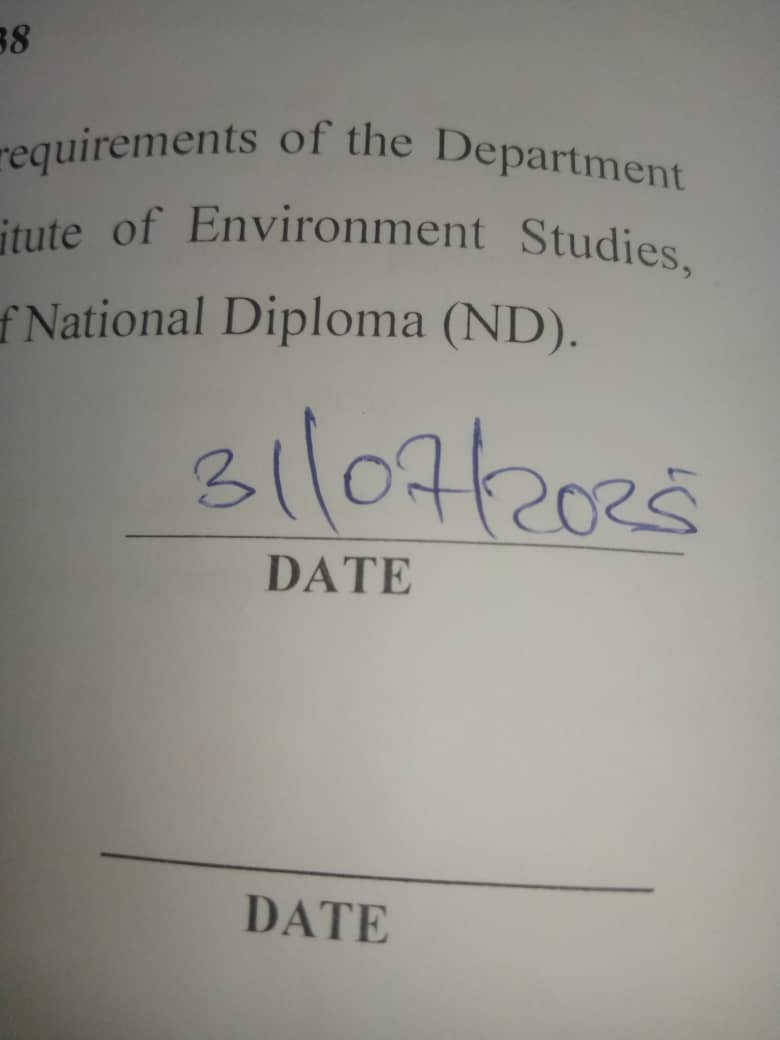 38
requirements of the Department
itute of Environment Studies,
f National Diploma (ND).
31/07/2025
DATE
DATE